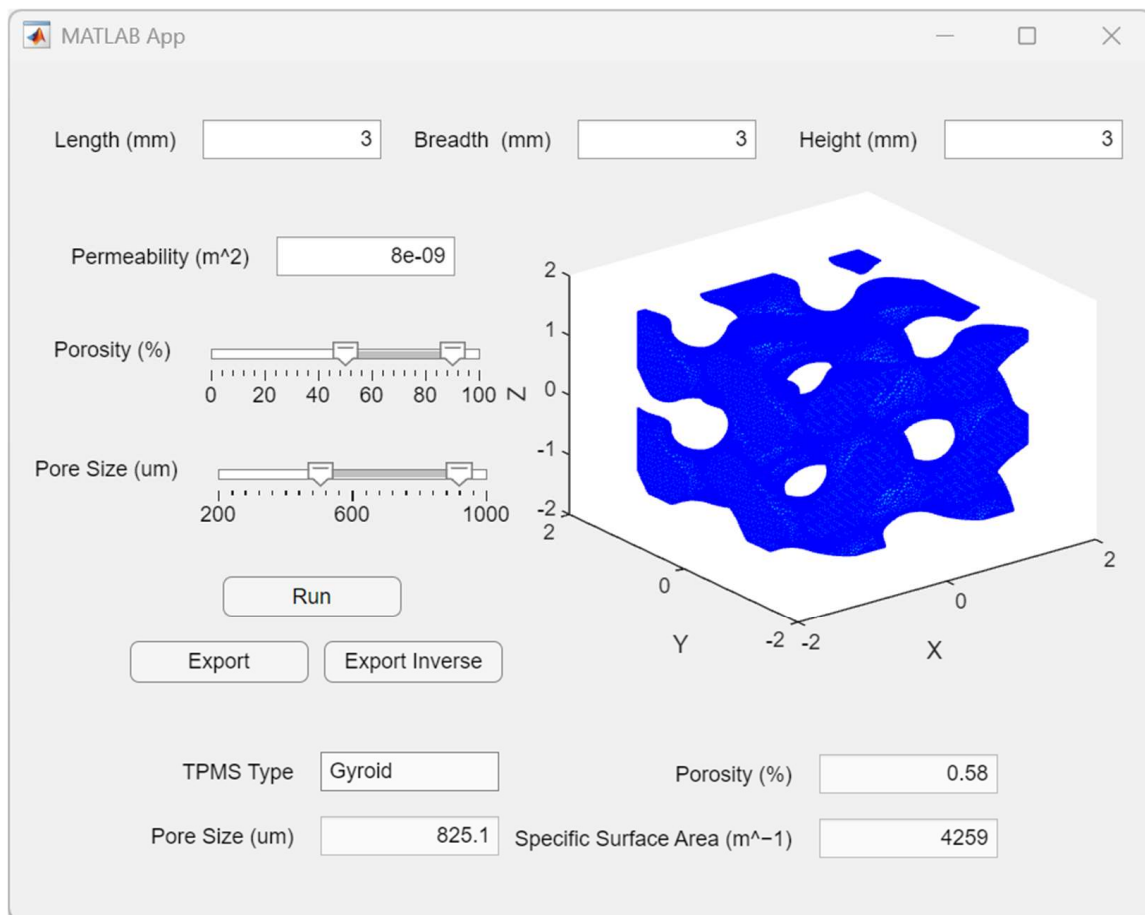 MATLAB App
Length (mm) 3 Breadth (mm) 3 Height (mm) 3
Permeability (m^2) 8e-09
Porosity (%)
0 20 40 60 80 100
Pore Size (um)
200 600 1000
Z
2
1
0
-1
-2
2
0
-2
Y
-2
0
2
X
Run
Export Export Inverse
TPMS Type Gyroid Porosity (%) 0.58
Pore Size (um) 825.1 Specific Surface Area (m^−1) 4259